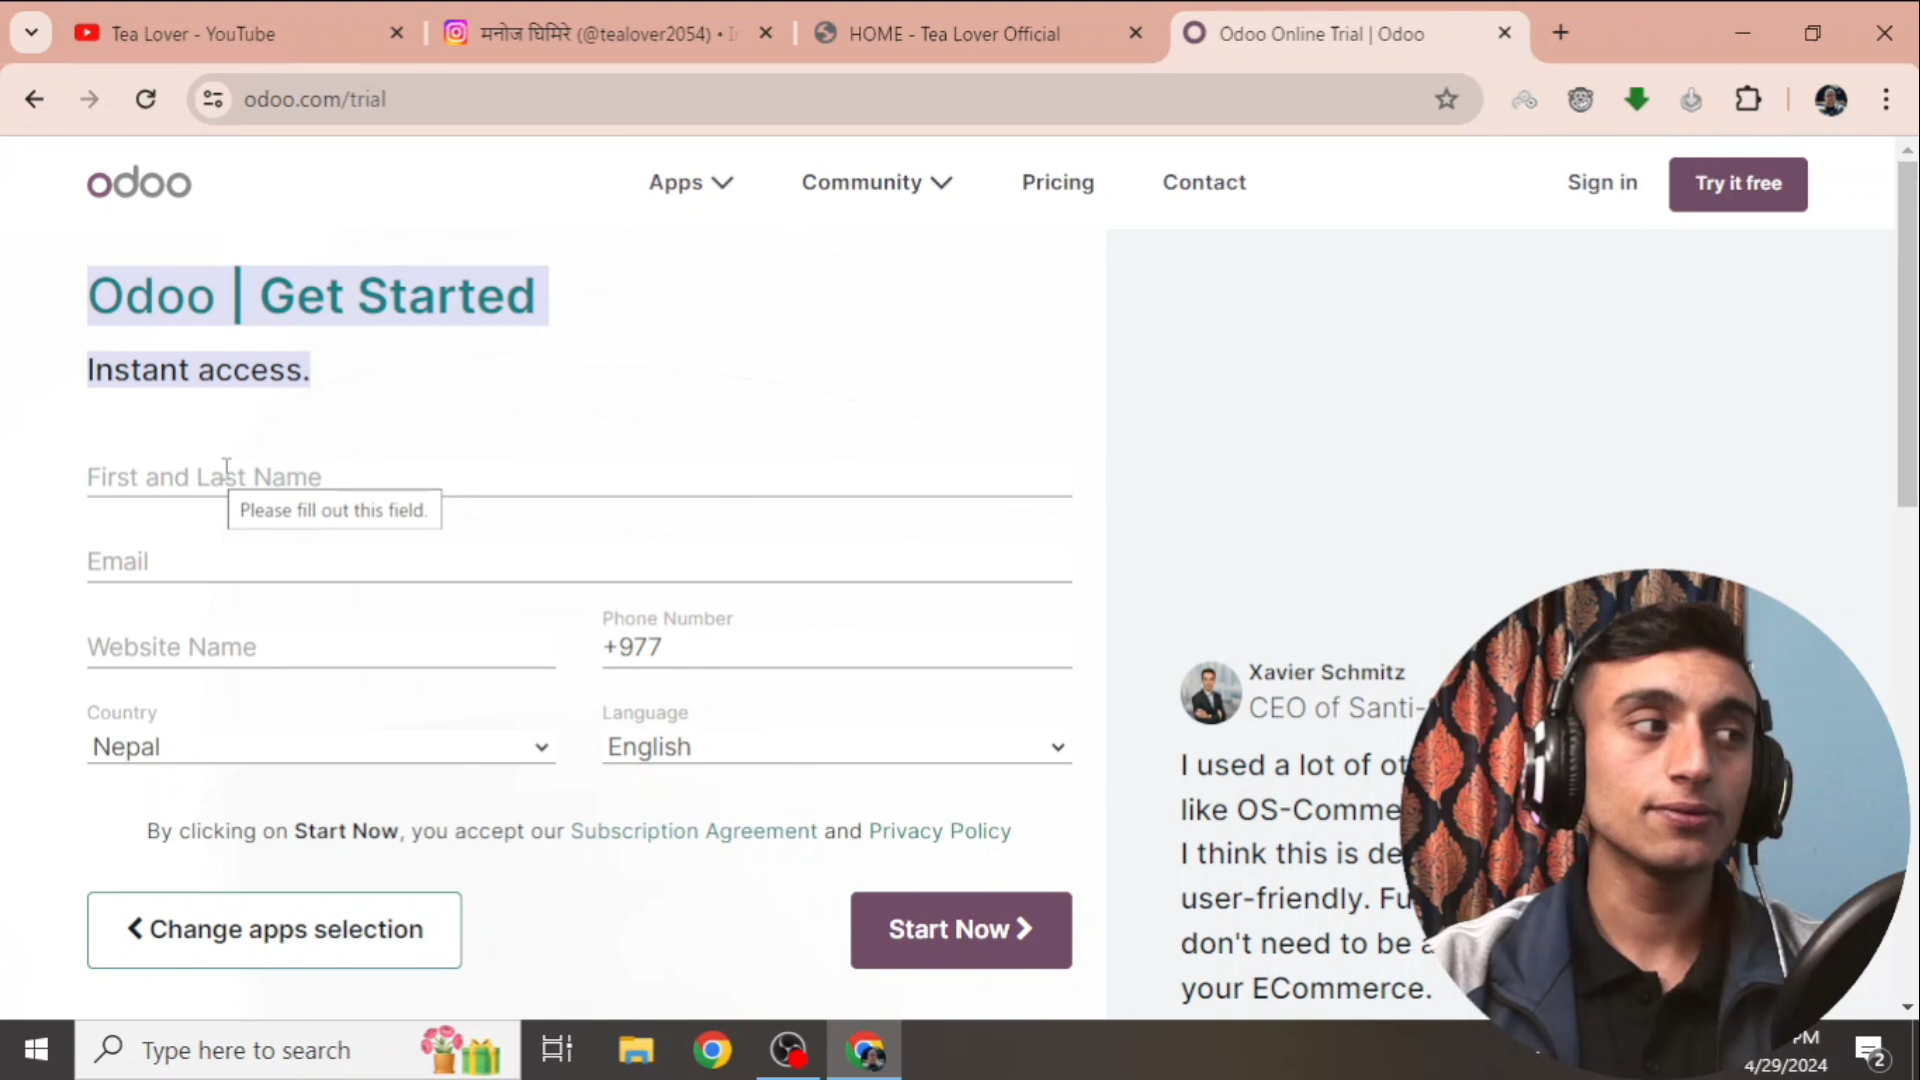 Tea Lover - YouTube
मनोज घिमिरे (@tealover2054) •
HOME - Tea Lover Official
Odoo Online Trial | Odoo
odoo.com/trial
odoo
Apps
Community
Pricing
Contact
Sign in
Try it free
Odoo | Get Started
Instant access.
First and Last Name
Please fill out this field.
Email
Website Name
Phone Number
+977
Country
Nepal
Language
English
By clicking on Start Now, you accept our Subscription Agreement and Privacy Policy
Change apps selection
Start Now
Xavier Schmitz
CEO of Santi-
I used a lot of ot
like OS-Comme
I think this is de
user-friendly. Fu
don't need to be a
your ECommerce.
Type here to search
PM
4/29/2024
2